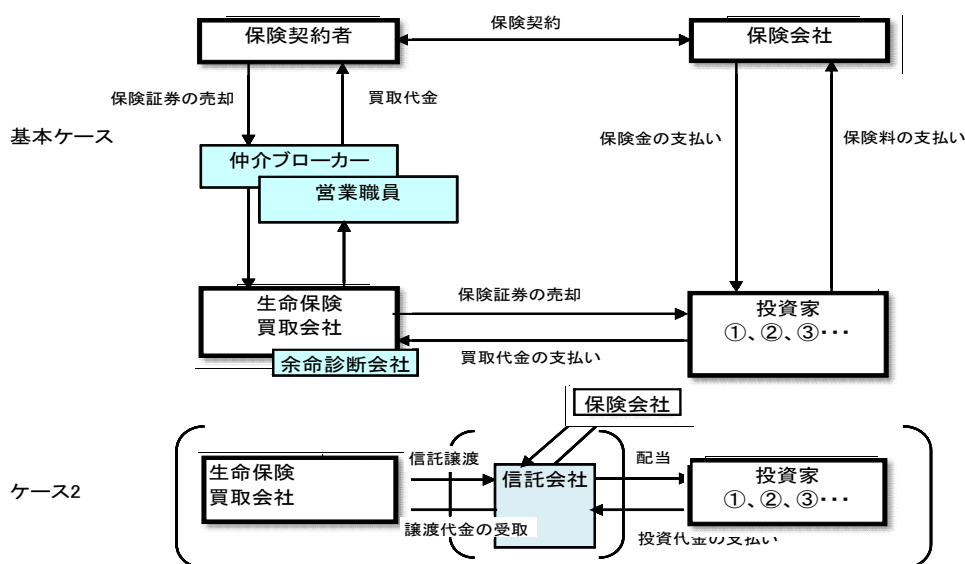 保険契約者
保険契約
保険会社
保険証券の売却
買取代金
基本ケース
保険金の支払い
保険料の支払い
仲介ブローカー
営業職員
生命保険
買取会社
保険証券の売却
投資家
①、②、③･･･
買取代金の支払い
余命診断会社
保険会社
ケース2
生命保険
買取会社
信託譲渡
信託会社
配当
投資家
①、②、③･･･
譲渡代金の受取
投資代金の支払い